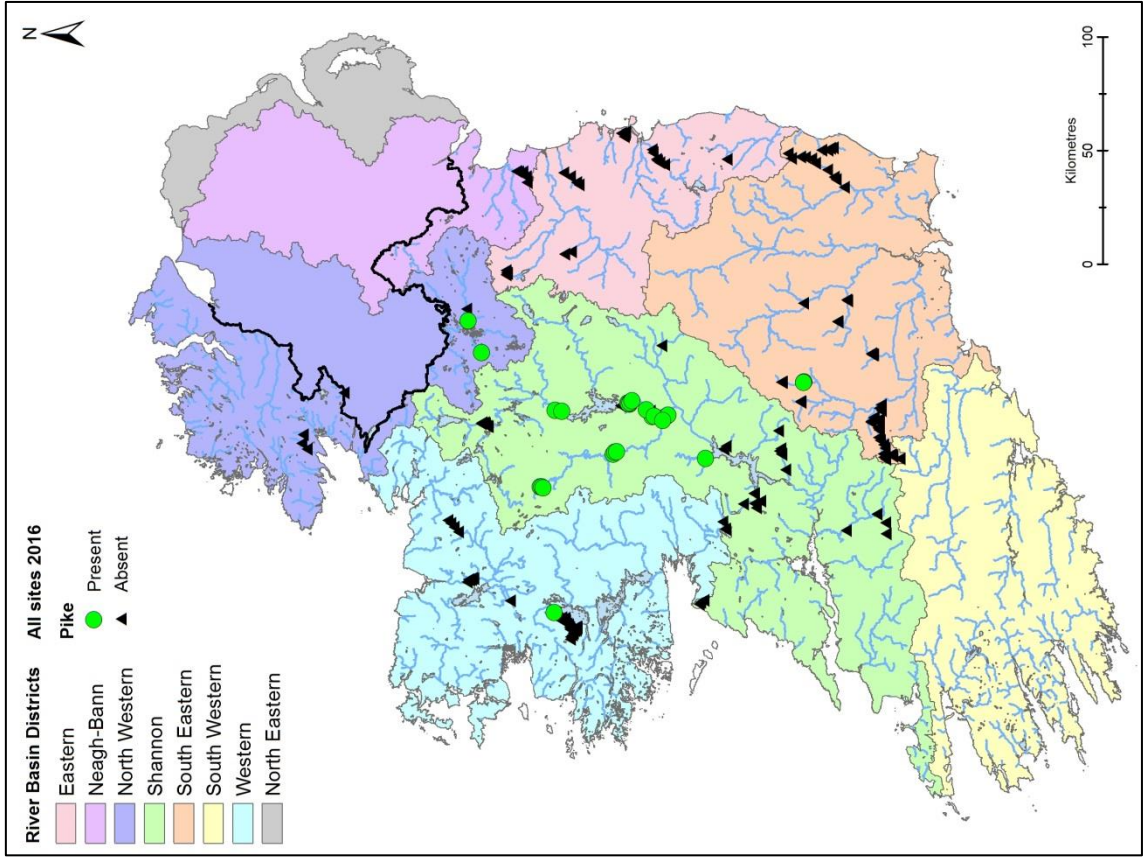 River Basin Districts
Eastern
Neagh-Bann
North Western
Shannon
South Eastern
South Western
Western
North Eastern
All sites 2016
Pike
Present
Absent
N
0 50 100
Kilometres